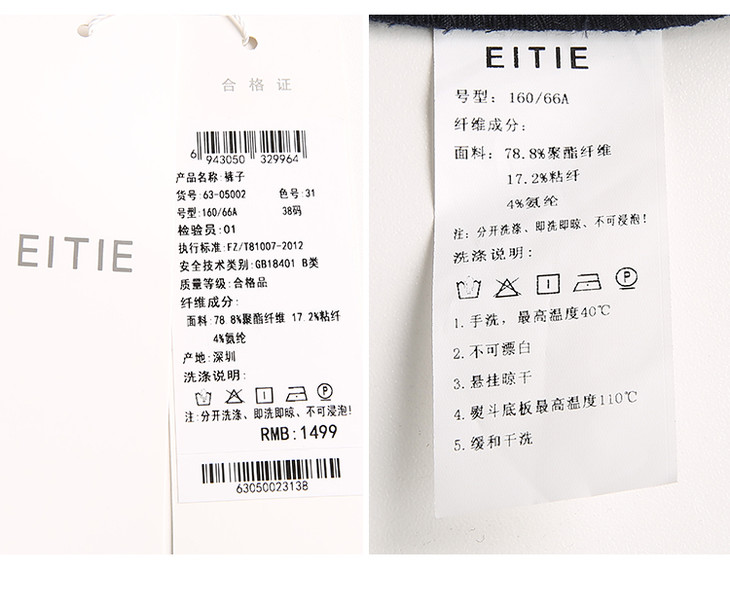 EITIE
合格证
6 943050 329964
产品名称:裤子
货号:63-05002 色号:31
号型:160/66A 38码
检验员:01
执行标准:FZ/T81007-2012
安全技术类别:GB18401 B类
质量等级:合格品
纤维成分:
面料:78 8%聚酯纤维 17.2%粘纤
4%氨纶
产地:深圳
洗涤说明:
注:分开洗涤、即洗即晾、不可浸泡!
RMB:1499
63050023138
EITIE
号型: 160/66A
纤维成分:
面料: 78.8%聚酯纤维
17.2%粘纤
4%氨纶
注: 分开洗涤、即洗即晾、不可浸泡!
洗涤说明:
P
1.手洗，最高温度40℃
2.不可漂白
3.悬挂晾干
4.熨斗底板最高温度110℃
5.缓和干洗